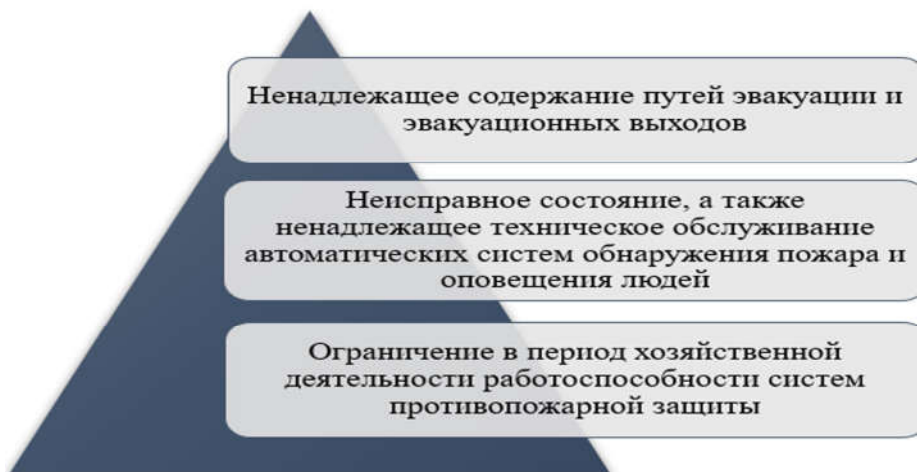 Ненадлежащее содержание путей эвакуации и
эвакуационных выходов
Неисправное состояние, а также
ненадлежащее техническое обслуживание
автоматических систем обнаружения пожара и
оповещения людей
Ограничение в период хозяйственной
деятельности работоспособности систем
противопожарной защиты